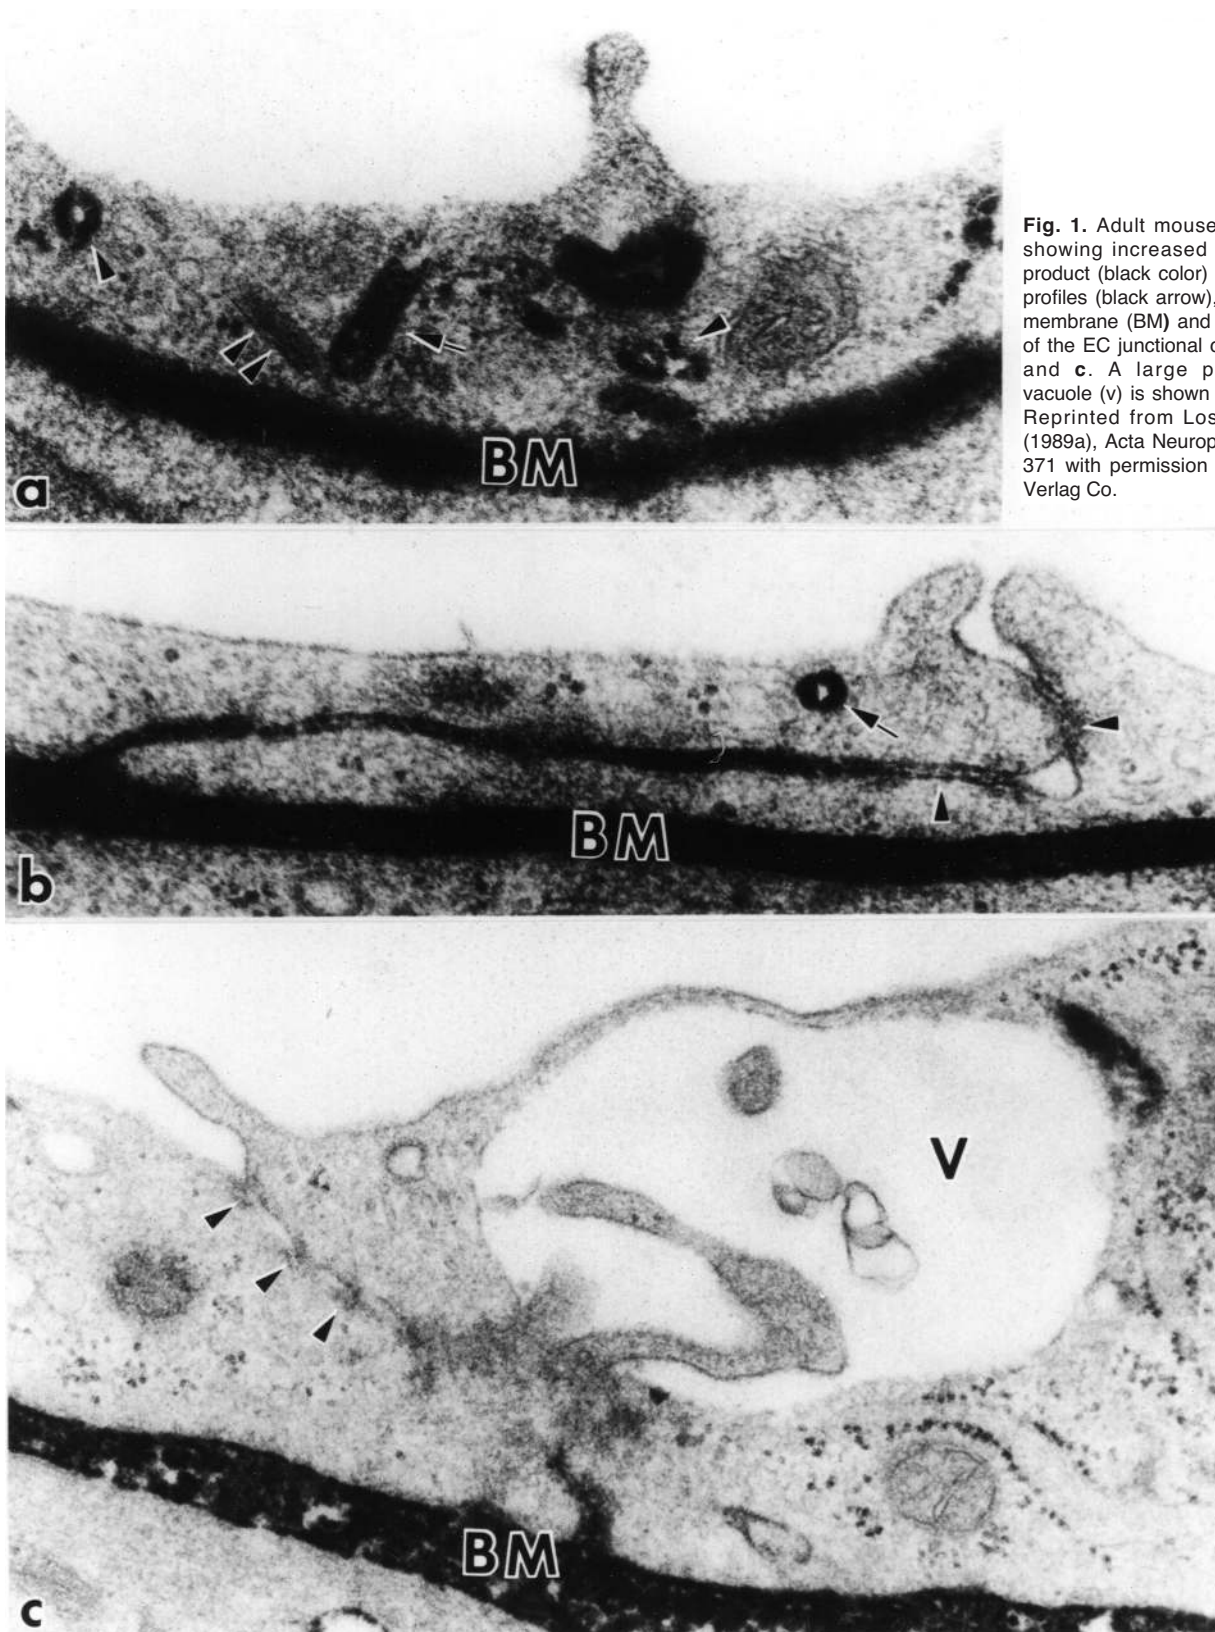 Fig. 1. Adult mouse
showing increased
product (black color)
profiles (black arrow),
membrane (BM) and
of the EC junctional
and c. A large
vacuole (v) is shown
Reprinted from
(1989a), Acta
371 with permission
Verlag Co.
BM
a
BM
b
V
BM
c